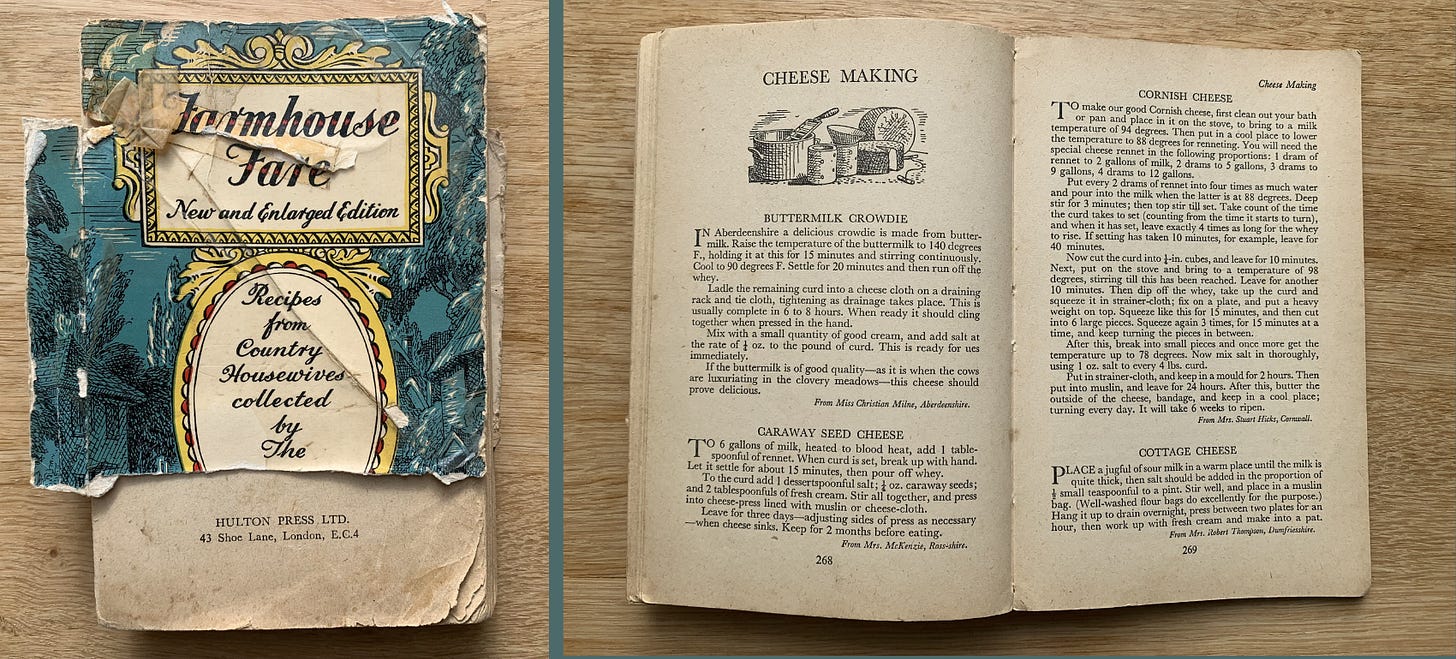 Farmhouse
Fare
New and Enlarged Edition
Recipes
from
Country
Housewives
collected
by
The
HULTON PRESS LTD.
43 Shoe Lane, London, E.C.4
CHEESE MAKING
BUTTERMILK CROWDIE
IN Aberdeenshire a delicious crowdie is made from butter-
milk. Raise the temperature of the buttermilk to 140 degrees
F., holding it at this for 15 minutes and stirring continuously.
Cool to 90 degrees F. Settle for 20 minutes and then run off the
whey.
Ladle the remaining curd into a cheese cloth on a draining
rack and tie cloth, tightening as drainage takes place. This is
usually complete in 6 to 8 hours. When ready it should cling
together when pressed in the hand.
Mix with a small quantity of good cream, and add salt at
the rate of ¼ oz. to the pound of curd. This is ready for ues
immediately.
If the buttermilk is of good quality—as it is when the cows
are luxuriating in the clovery meadows—this cheese should
prove delicious.
From Miss Christian Milne, Aberdeenshire.
CARAWAY SEED CHEESE
TO 6 gallons of milk, heated to blood heat, add 1 table-
spoonful of rennet. When curd is set, break up with hand.
Let it settle for about 15 minutes, then pour off whey.
To the curd add 1 dessertspoonful salt; ¼ oz. caraway seeds;
and 2 tablespoonfuls of fresh cream. Stir all together, and press
into cheese-press lined with muslin or cheese-cloth.
Leave for three days—adjusting sides of press as necessary
—when cheese sinks. Keep for 2 months before eating.
From Mrs. McKenzie, Ross-shire.
268
Cheese Making
CORNISH CHEESE
TO make our good Cornish cheese, first clean out your bath
or pan and place in it on the stove, to bring to a milk
temperature of 94 degrees. Then put in a cool place to lower
the temperature to 88 degrees for renneting. You will need the
special cheese rennet in the following proportions: 1 dram of
rennet to 2 gallons of milk, 2 drams to 5 gallons, 3 drams to
9 gallons, 4 drams to 12 gallons.
Put every 2 drams of rennet into four times as much water
and pour into the milk when the latter is at 88 degrees. Deep
stir for 3 minutes; then top stir till set. Take count of the time
the curd takes to set (counting from the time it starts to turn),
and when it has set, leave exactly 4 times as long for the whey
to rise. If setting has taken 10 minutes, for example, leave for
40 minutes.
Now cut the curd into ¼-in. cubes, and leave for 10 minutes.
Next, put on the stove and bring to a temperature of 98
degrees, stirring till this has been reached. Leave for another
10 minutes. Then dip off the whey, take up the curd and
squeeze it in strainer-cloth; fix on a plate, and put a heavy
weight on top. Squeeze like this for 15 minutes, and then cut
into 6 large pieces. Squeeze again 3 times, for 15 minutes at a
time, and keep turning the pieces in between.
After this, break into small pieces and once more get the
temperature up to 78 degrees. Now mix salt in thoroughly,
using 1 oz. salt to every 4 lbs. curd.
Put in strainer-cloth, and keep in a mould for 2 hours. Then
put into muslin, and leave for 24 hours. After this, butter the
outside of the cheese, bandage, and keep in a cool place;
turning every day. It will take 6 weeks to ripen.
From Mrs. Stuart Hicks, Cornwall.
COTTAGE CHEESE
PLACE a jugful of sour milk in a warm place until the milk is
quite thick, then salt should be added in the proportion of
½ small teaspoonful to a pint. Stir well, and place in a muslin
bag. (Well-washed flour bags do excellently for the purpose.)
Hang it up to drain overnight, press between two plates for an
hour, then work up with fresh cream and make into a pat.
From Mrs. Robert Thompson, Dumfriesshire.
269